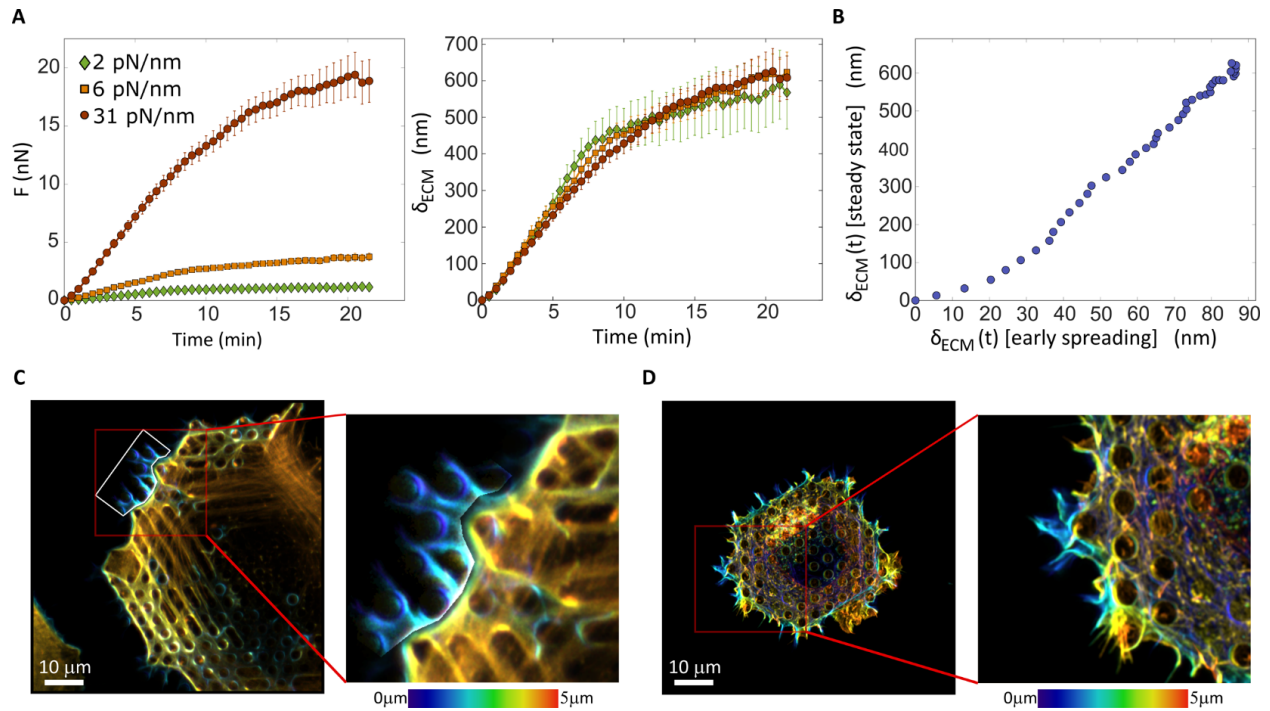 A
20
15
10
5
0
F (nN)
2 pN/nm
6 pN/nm
31 pN/nm
0 5 10 15 20
Time (min)
700
600
500
400
300
200
100
0
δECM (nm)
0 5 10 15 20
Time (min)
B
600
500
400
300
200
100
0
δECM(t) [steady state] (nm)
0 10 20 30 40 50 60 70 80 90
δECM(t) [early spreading] (nm)
C
10 μm
0μm 5μm
D
10 μm
0μm 5μm